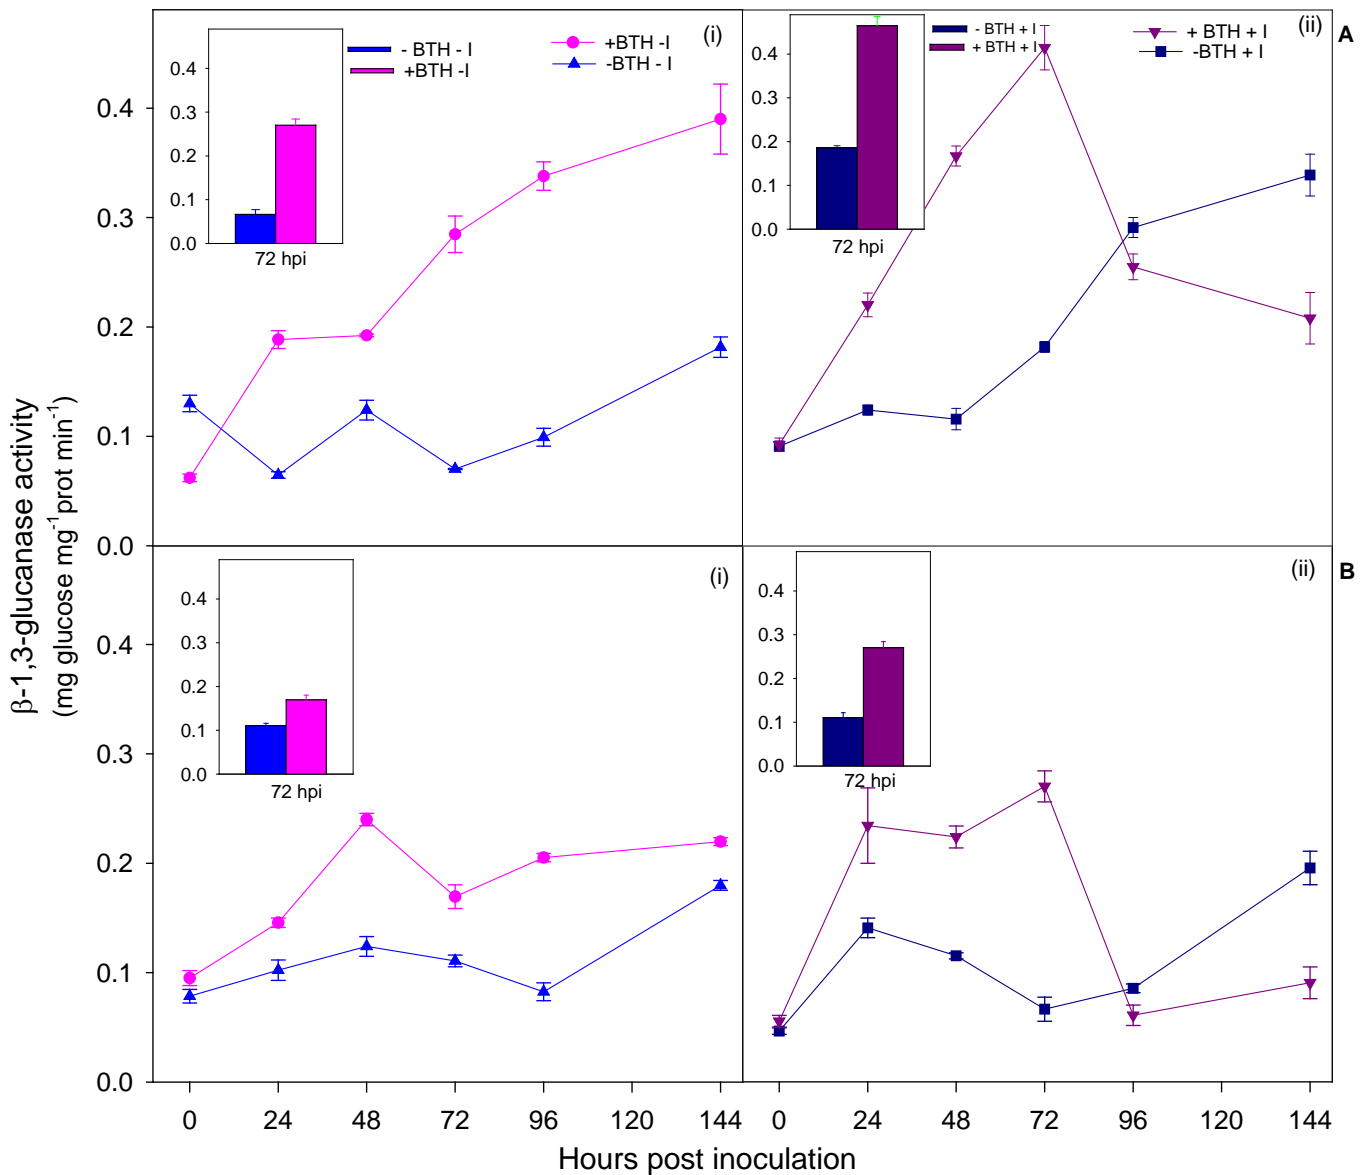 (i)
- BTH - I
+BTH -I
+BTH -I
-BTH - I
0.4
0.3
0.2
0.1
0.0
72 hpi
(ii)
A
- BTH + I
+ BTH + I
+ BTH + I
-BTH + I
0.4
0.3
0.2
0.1
0.0
72 hpi
0.4
0.3
0.2
0.1
0.0
(i)
0.4
0.3
0.2
0.1
0.0
72 hpi
(ii)
B
0.4
0.3
0.2
0.1
0.0
72 hpi
0.4
0.3
0.2
0.1
0.0
β-1,3-glucanase activity
(mg glucose mg⁻¹prot min⁻¹)
0 24 48 72 96 120 144
0 24 48 72 96 120 144
Hours post inoculation